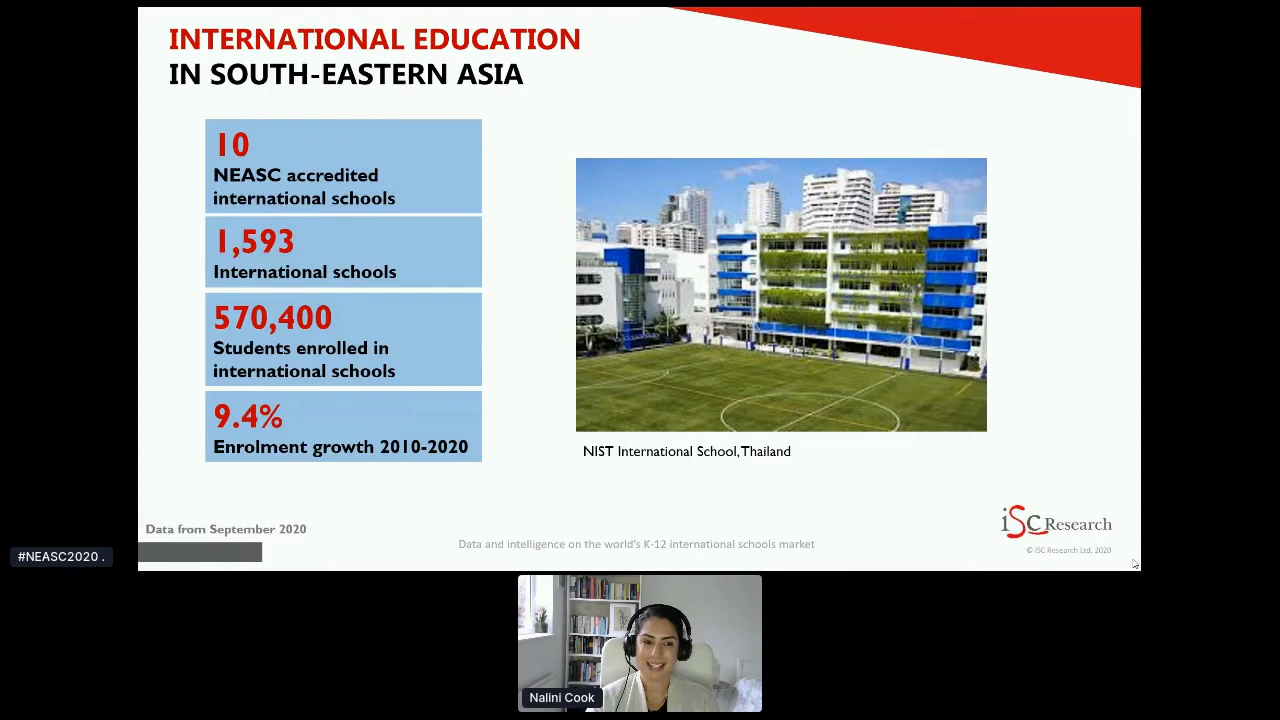 INTERNATIONAL EDUCATION
IN SOUTH-EASTERN ASIA
10
NEASC accredited
international schools
1,593
International schools
570,400
Students enrolled in
international schools
9.4%
Enrolment growth 2010-2020
NIST International School, Thailand
Data from September 2020
iSC Research
Data and intelligence on the world's K-12 international schools market
© ISC Research Ltd, 2020
#NEASC2020 .
Nalini Cook